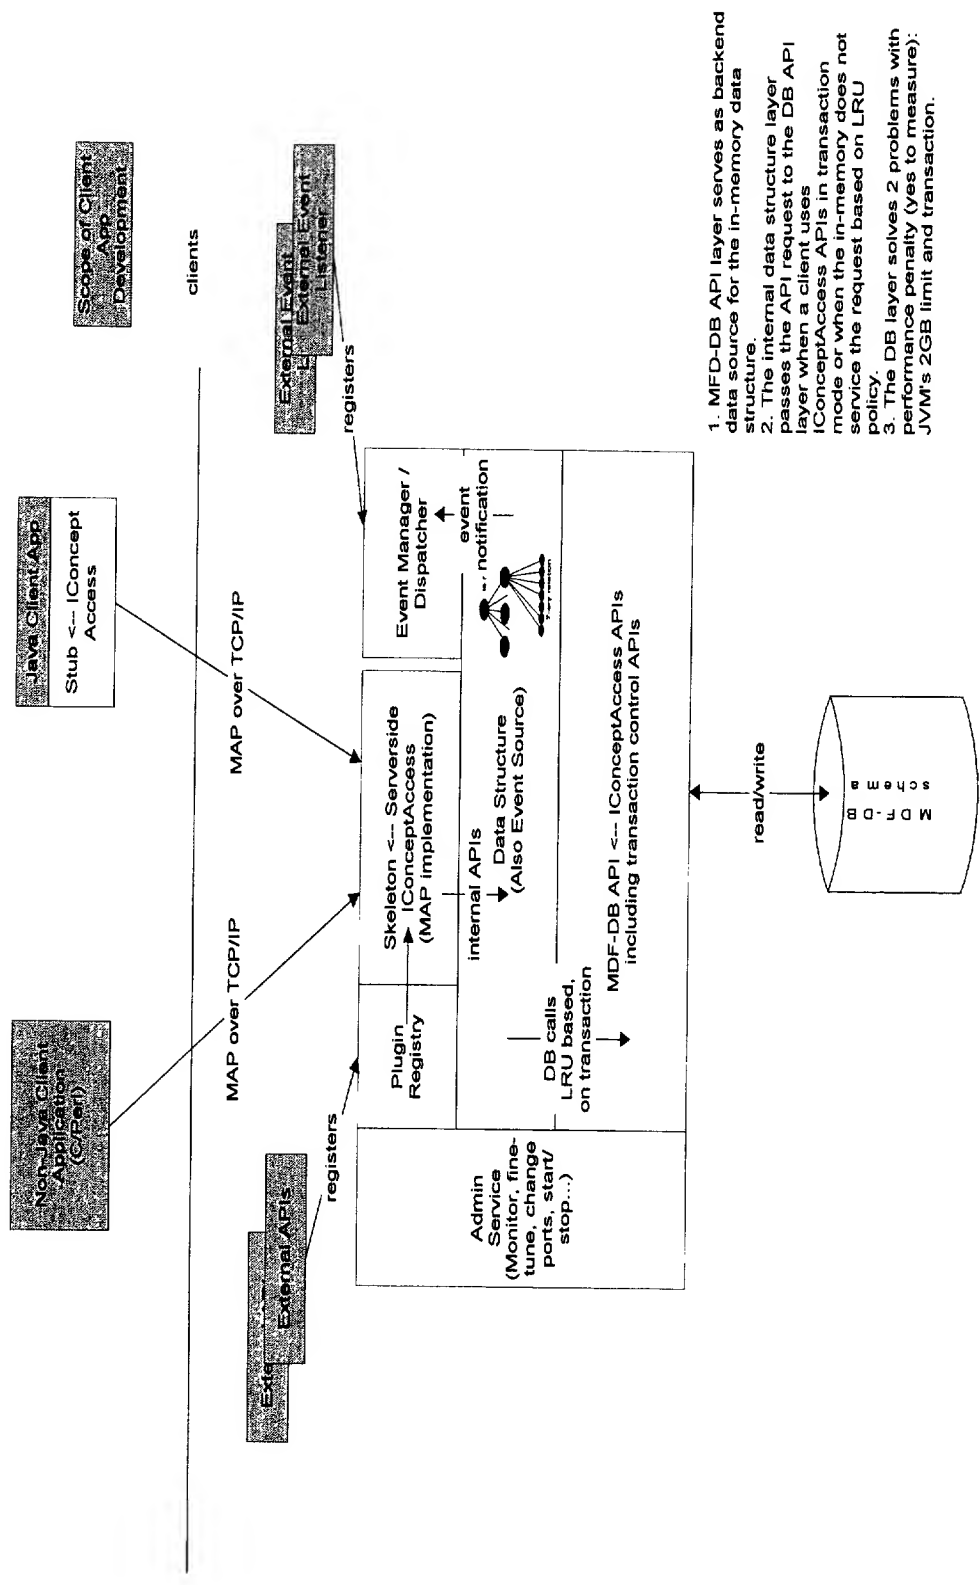 Non-Java Client
Application
(C/Perl)
Java Client App
Stub <-- IConcept
Access
Scope of Client
App
Development
clients
MAP over TCP/IP
MAP over TCP/IP
External APIs
registers
External Event
External Event
Listener
registers
Plugin
Registry
Skeleton <--- Serverside
IConceptAccess
(MAP implementation)
Event Manager /
Dispatcher
internal APIs
Data Structure
(Also Event Source)
event
notification
Admin
Service
(Monitor, fine-
tune, change
ports, start/
stop...)
DB calls
LRU based,
on transaction
MDF-DB API <-- IConceptAccess APIs
including transaction control APIs
read/write
MDF-DB
schema
1. MFD-DB API layer serves as backend
data source for the in-memory data
structure.
2. The internal data structure layer
passes the API request to the DB API
layer when a client uses
IConceptAccess APIs in transaction
mode or when the in-memory does not
service the request based on LRU
policy.
3. The DB layer solves 2 problems with
performance penalty (yes to measure):
JVM's 2GB limit and transaction.